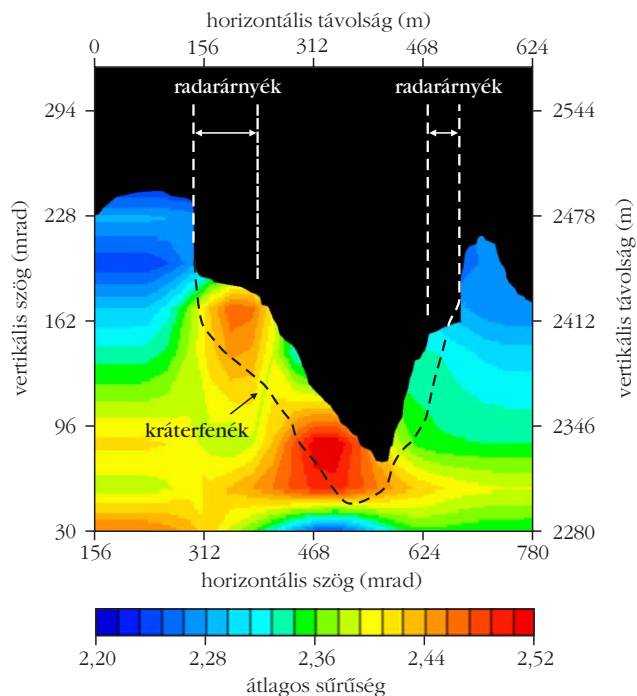 horizontális távolság (m)
0 156 312 468 624
radarárnyék radarárnyék
294 2544
228 2478
162 2412
96 2346
30 2280
vertikális szög (mrad)
vertikális távolság (m)
kráterfenék
156 312 468 624 780
horizontális szög (mrad)
2,20 2,28 2,36 2,44 2,52
átlagos sűrűség